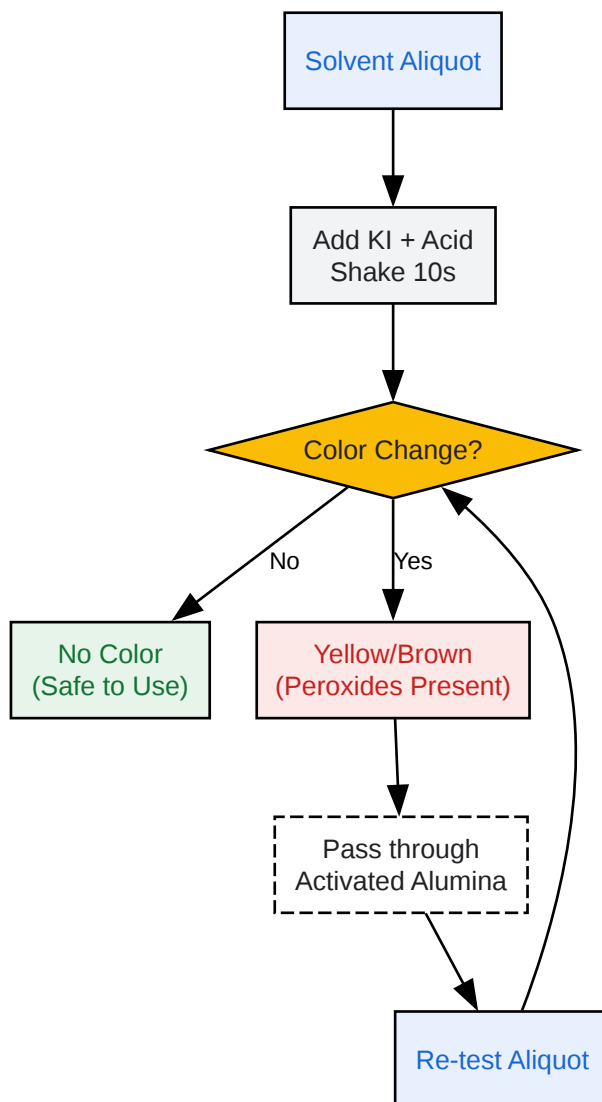 Solvent Aliquot
Add KI + Acid
Shake 10s
Color Change?
No
Yes
No Color
(Safe to Use)
Yellow/Brown
(Peroxides Present)
Pass through
Activated Alumina
Re-test Aliquot